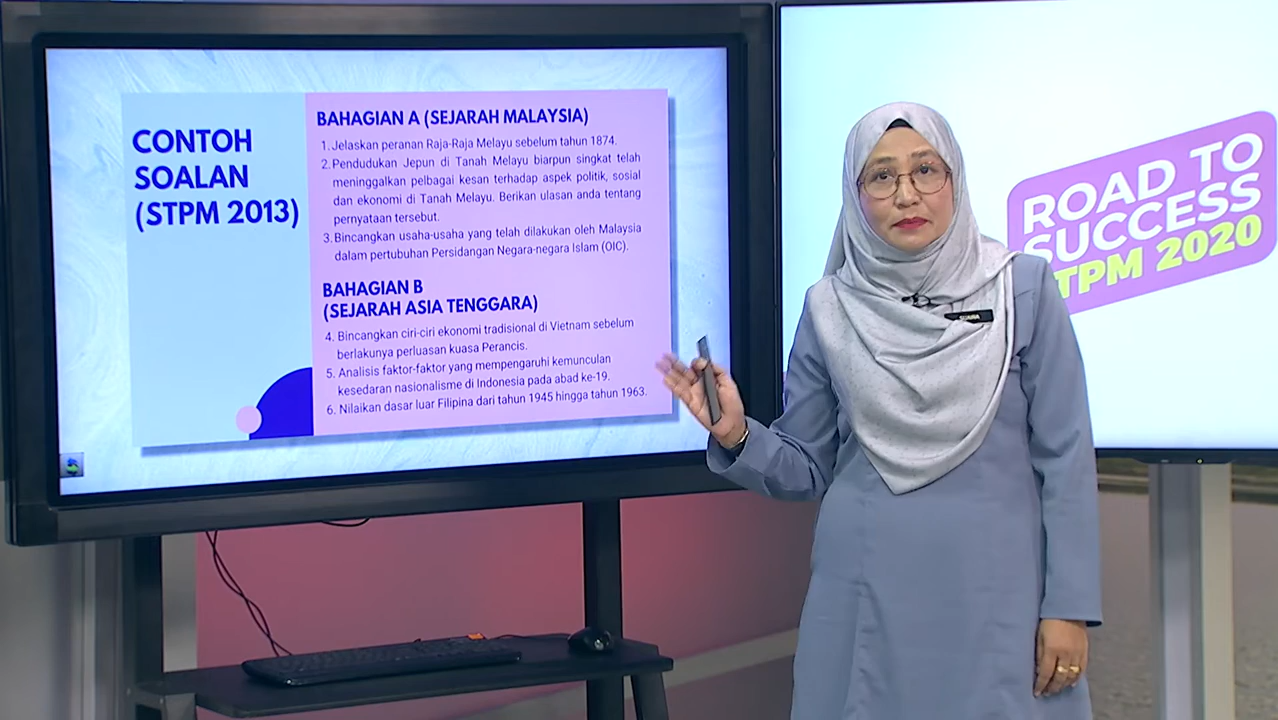 CONTOH
SOALAN
(STPM 2013)
BAHAGIAN A (SEJARAH MALAYSIA)
1. Jelaskan peranan Raja-Raja Melayu sebelum tahun 1874.
2. Pendudukan Jepun di Tanah Melayu biarpun singkat telah
meninggalkan pelbagai kesan terhadap aspek politik, sosial
dan ekonomi di Tanah Melayu. Berikan ulasan anda tentang
pernyataan tersebut.
3. Bincangkan usaha-usaha yang telah dilakukan oleh Malaysia
dalam pertubuhan Persidangan Negara-negara Islam (OIC).
BAHAGIAN B
(SEJARAH ASIA TENGGARA)
4. Bincangkan ciri-ciri ekonomi tradisional di Vietnam sebelum
berlakunya perluasan kuasa Perancis.
5. Analisis faktor-faktor yang mempengaruhi kemunculan
kesedaran nasionalisme di Indonesia pada abad ke-19.
6. Nilaikan dasar luar Filipina dari tahun 1945 hingga tahun 1963.
ROAD TO
SUCCESS
STPM 2020